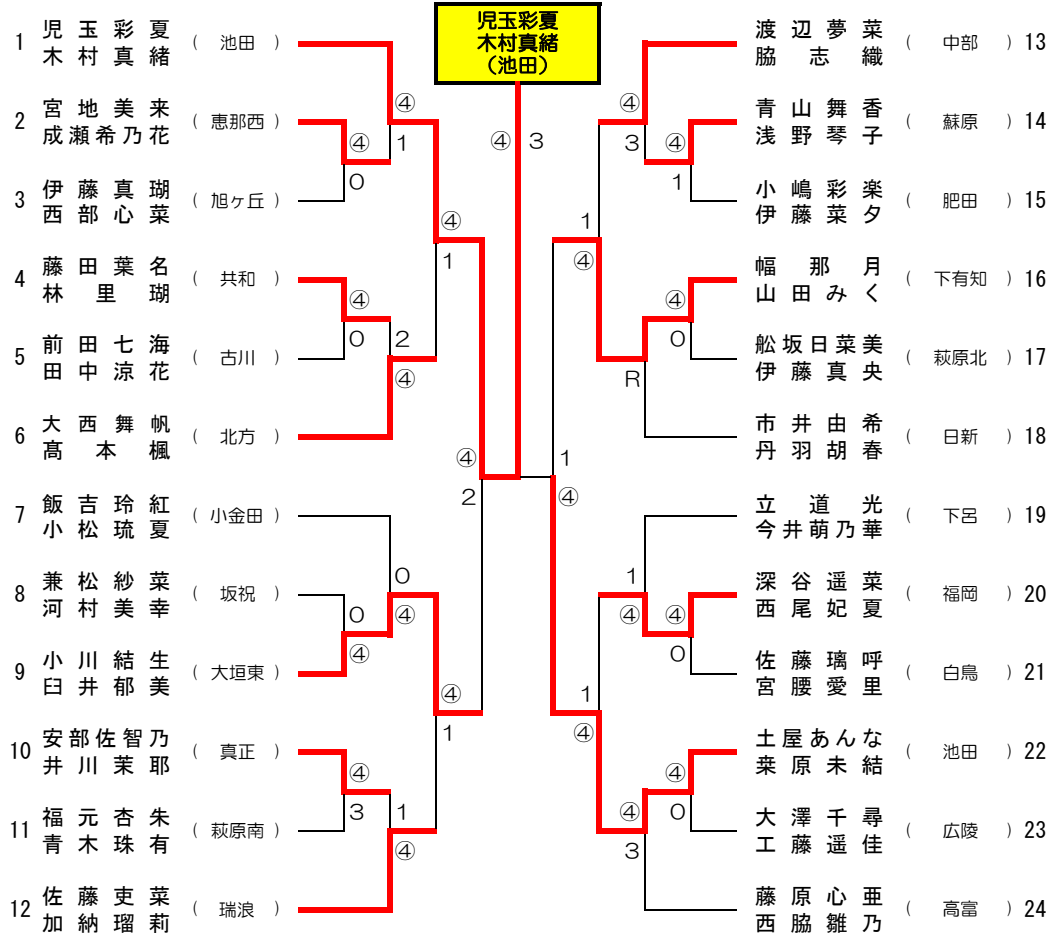 児玉彩夏
木村真緒
（池田）
1 児玉彩夏 （ 池田 ）
木村真緒
2 宮地美来 （ 恵那西 ）
成瀬希乃花
3 伊藤真瑚 （ 旭ヶ丘 ）
西部心菜
4 藤田葉名 （ 共和 ）
林里瑚
5 前田七海 （ 古川 ）
田中涼花
6 大西舞帆 （ 北方 ）
髙本楓
7 飯吉玲紅 （ 小金田 ）
小松琉夏
8 兼松紗菜 （ 坂祝 ）
河村美幸
9 小川結生 （ 大垣東 ）
臼井郁美
10 安部佐智乃 （ 真正 ）
井川茉耶
11 福元杏朱 （ 萩原南 ）
青木珠有
12 佐藤吏菜 （ 瑞浪 ）
加納瑠莉
④
④
1
0
④
1
④
0
2
④
④
2
0
0
④
④
④
1
④
3
1
④
④
3
渡辺夢菜 （ 中部 ） 13
脇志織
青山舞香 （ 蘇原 ） 14
浅野琴子
小嶋彩楽 （ 肥田 ） 15
伊藤菜夕
幅那月 （ 下有知 ） 16
山田みく
舩坂日菜美 （ 萩原北 ） 17
伊藤真央
市井由希 （ 日新 ） 18
丹羽胡春
立道光 （ 下呂 ） 19
今井萌乃華
深谷遥菜 （ 福岡 ） 20
西尾妃夏
佐藤璃呼 （ 白鳥 ） 21
宮腰愛里
土屋あんな （ 池田 ） 22
桒原未結
大澤千尋 （ 広陵 ） 23
工藤遥佳
藤原心亜 （ 高富 ） 24
西脇雛乃
④
3
④
1
1
④
④
0
R
1
④
1
④
④
0
1
④
④
④
0
3